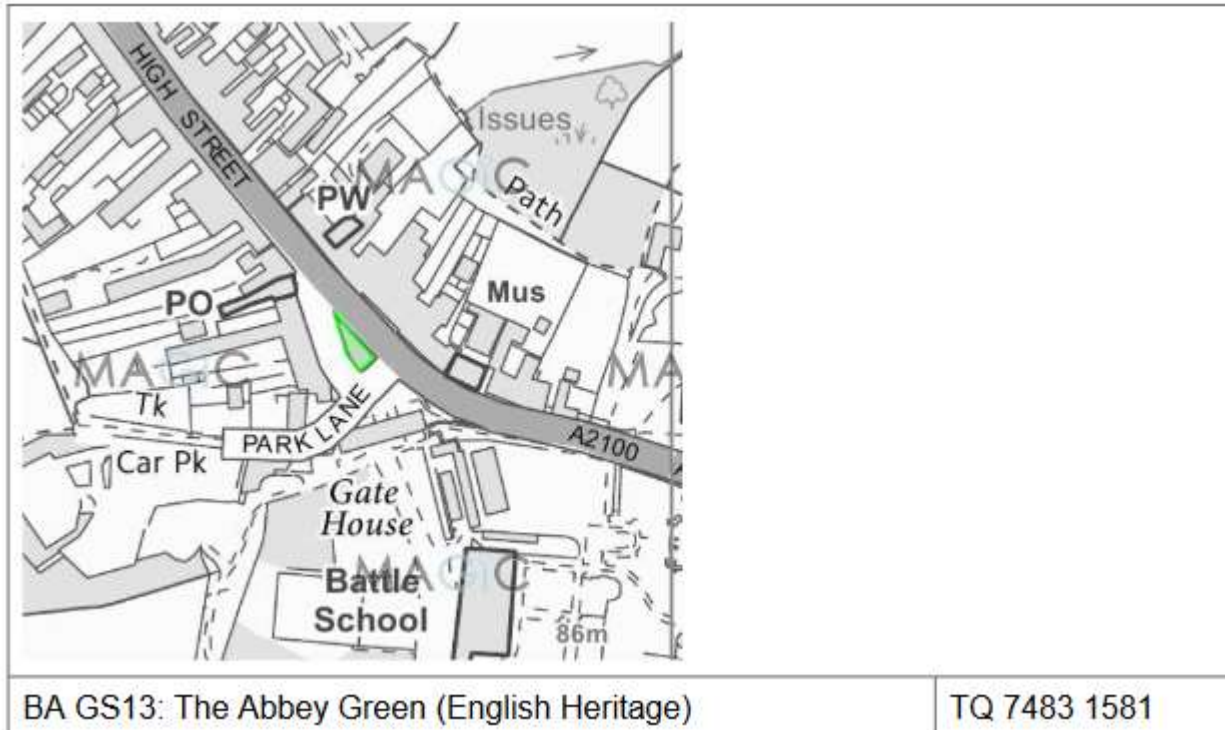 HIGH STREET
Issues
MAGiC
PW
Path
Mus
PO
MAGiC
MA
Tk
PARK LANE
A2100
Car Pk
Gate
House
MAGiC
Battle
School
86m
BA GS13: The Abbey Green (English Heritage)
TQ 7483 1581